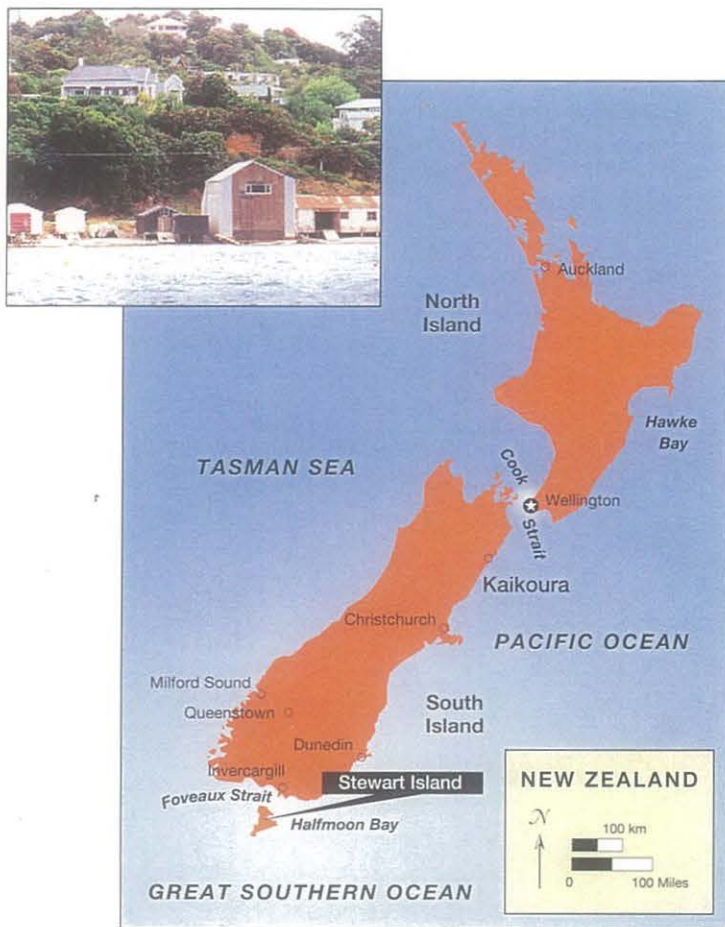 Auckland
North
Island
Hawke
Bay
TASMAN SEA
Cook
Strait
Wellington
Kaikoura
Christchurch
PACIFIC OCEAN
Milford Sound
Queenstown
South
Island
Dunedin
Invercargill
Stewart Island
Foveaux Strait
Halfmoon Bay
GREAT SOUTHERN OCEAN
NEW ZEALAND
N
100 km
0
100 Miles